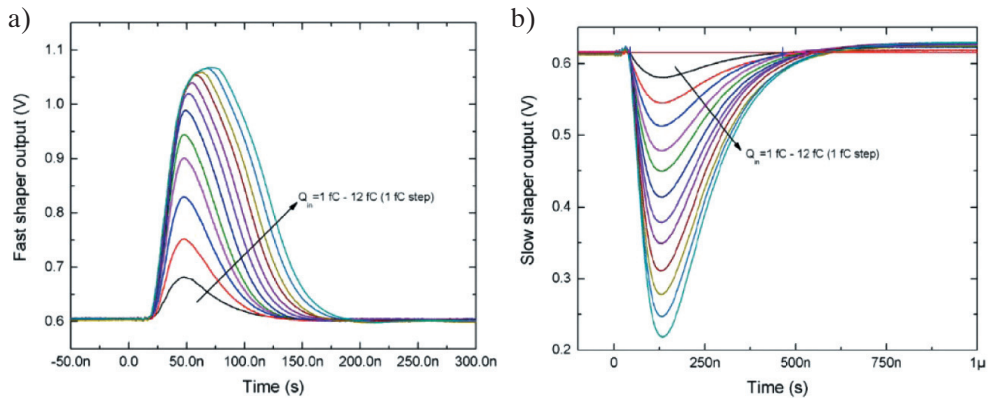 a)
Fast shaper output (V)
1.1
1.0
0.9
0.8
0.7
0.6
Q_in=1 fC - 12 fC (1 fC step)
-50.0n 0.0 50.0n 100.0n 150.0n 200.0n 250.0n 300.0n
Time (s)
b)
Slow shaper output (V)
0.6
0.5
0.4
0.3
0.2
Q_in=1 fC - 12 fC (1 fC step)
0 250n 500n 750n 1µ
Time (s)